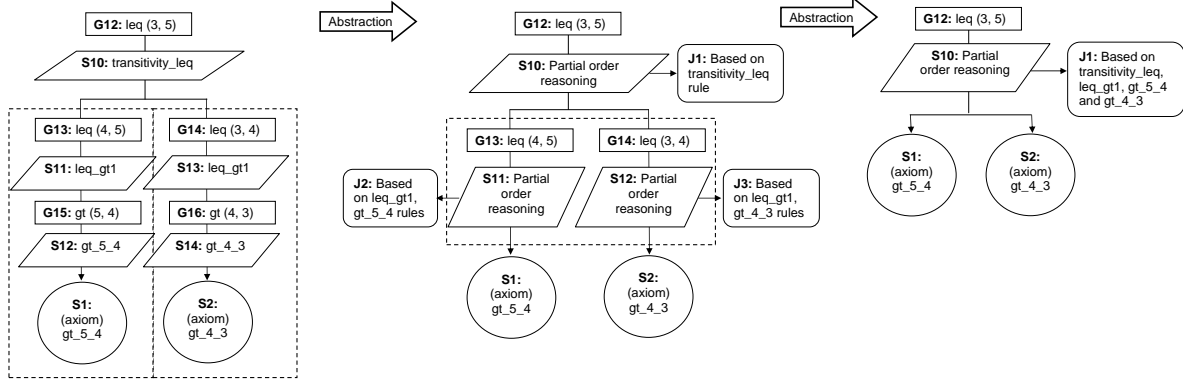 G12: leq (3, 5)
S10: transitivity_leq
G13: leq (4, 5)
G14: leq (3, 4)
S11: leq_gt1
S13: leq_gt1
G15: gt (5, 4)
G16: gt (4, 3)
S12: gt_5_4
S14: gt_4_3
S1:
(axiom)
gt_5_4
S2:
(axiom)
gt_4_3
Abstraction
G12: leq (3, 5)
S10: Partial order
reasoning
J1: Based on
transitivity_leq
rule
G13: leq (4, 5)
G14: leq (3, 4)
J2: Based
on leq_gt1,
gt_5_4 rules
S11: Partial
order
reasoning
S12: Partial
order
reasoning
J3: Based
on leq_gt1,
gt_4_3 rules
S1:
(axiom)
gt_5_4
S2:
(axiom)
gt_4_3
Abstraction
G12: leq (3, 5)
S10: Partial
order reasoning
J1: Based on
transitivity_leq,
leq_gt1, gt_5_4
and gt_4_3
S1:
(axiom)
gt_5_4
S2:
(axiom)
gt_4_3